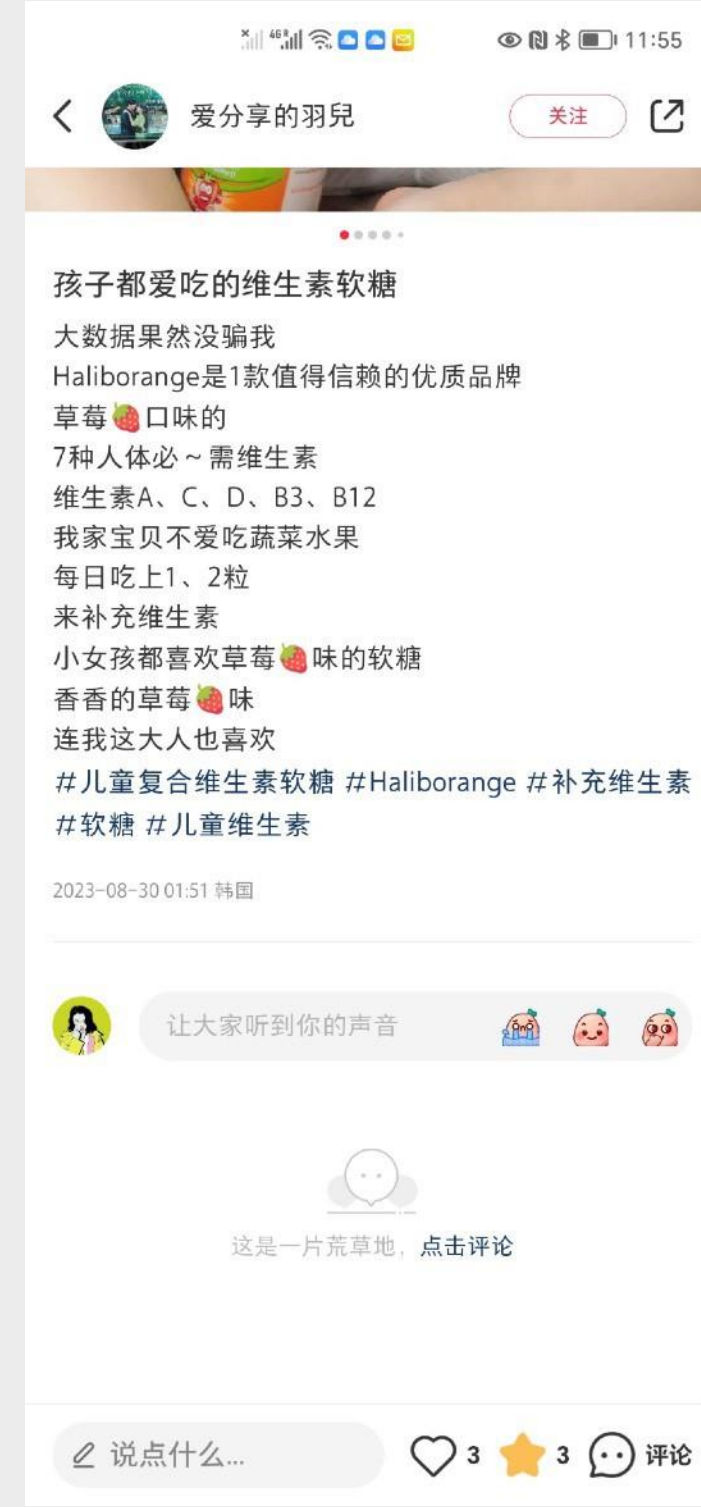 46R 11:55
爱分享的羽兒 关注
孩子都爱吃的维生素软糖
大数据果然没骗我
Haliborange是1款值得信赖的优质品牌
草莓🍓口味的
7种人体必～需维生素
维生素A、C、D、B3、B12
我家宝贝不爱吃蔬菜水果
每日吃上1、2粒
来补充维生素
小女孩都喜欢草莓🍓味的软糖
香香的草莓🍓味
连我这大人也喜欢
#儿童复合维生素软糖 #Haliborange #补充维生素
#软糖 #儿童维生素
2023-08-30 01:51 韩国
让大家听到你的声音
这是一片荒草地，点击评论
说点什么... 3 3 评论